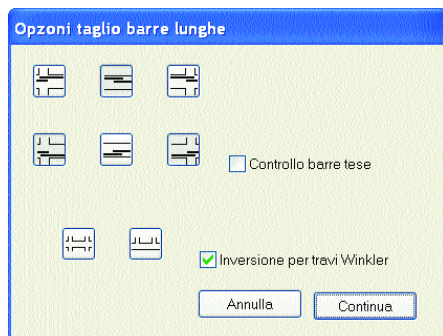 Opzoni taglio barre lunghe
Controllo barre tese
Inversione per travi Winkler
Annulla
Continua